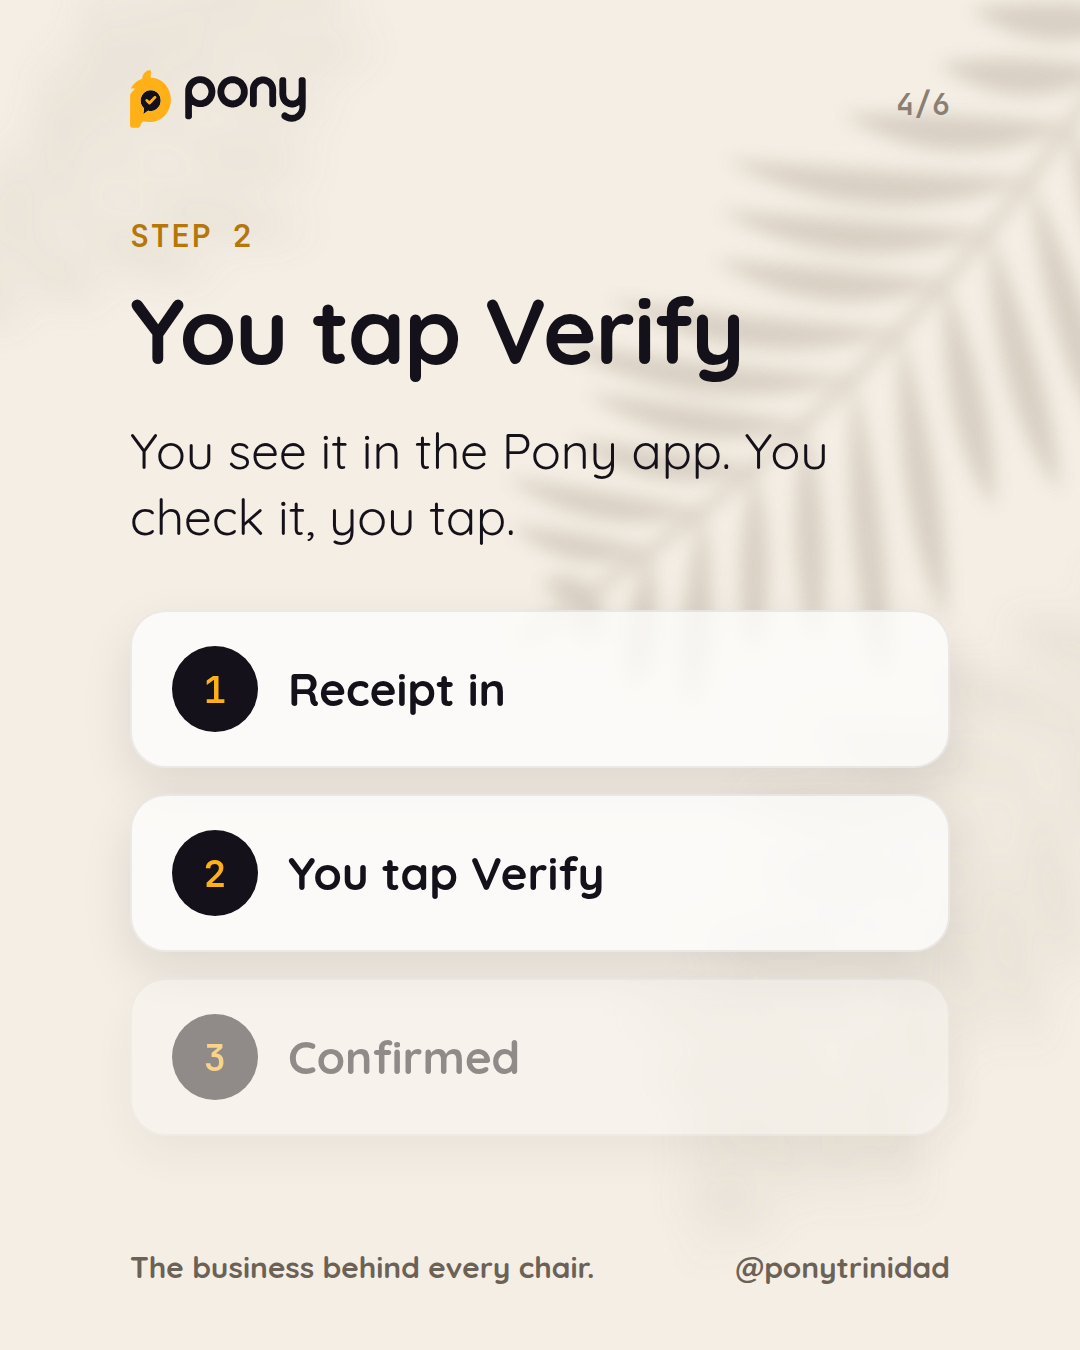 pony
4/6
STEP 2
You tap Verify
You see it in the Pony app. You
check it, you tap.
1 Receipt in
2 You tap Verify
3 Confirmed
The business behind every chair.
@ponytrinidad